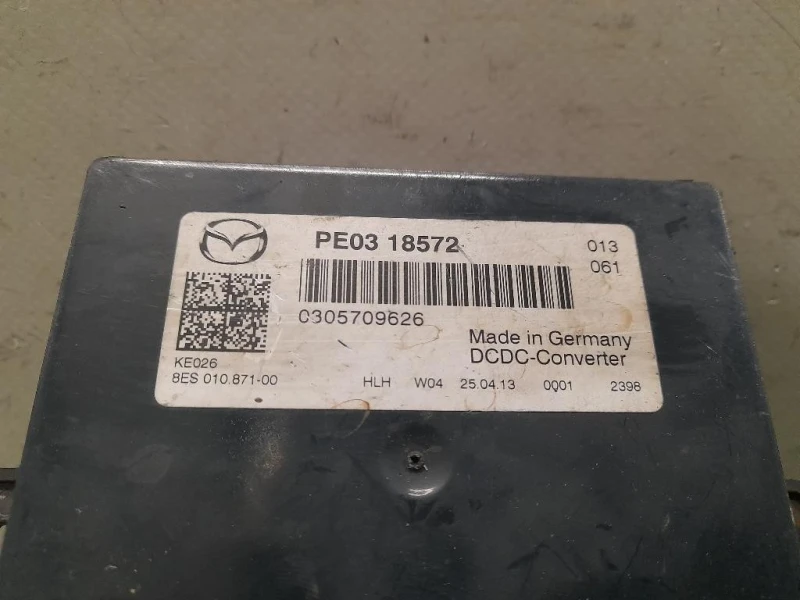 PE03 18572
013
061
0305709626
Made in Germany
DCDC-Converter
KE026
8ES 010.871-00 HLH W04 25.04.13 0001 2398